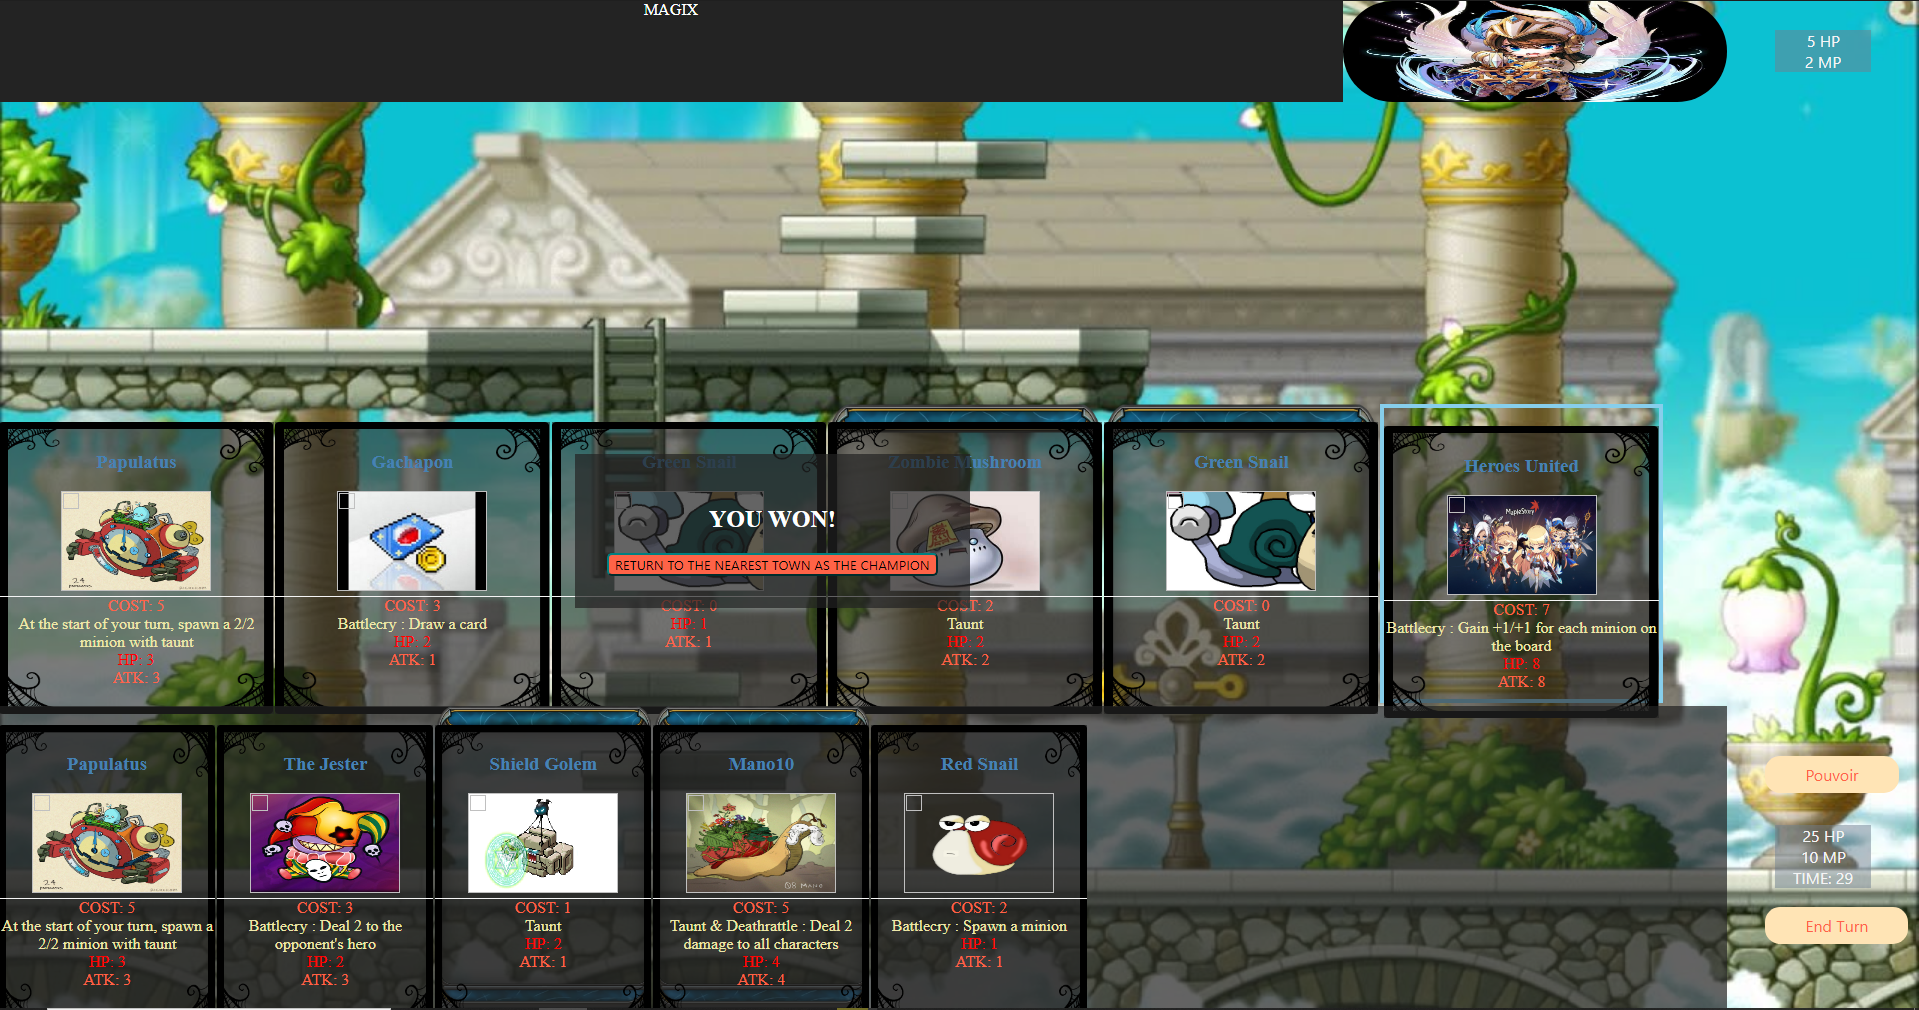 MAGIX
5 HP
2 MP
Papulatus
COST: 5
At the start of your turn, spawn a 2/2
minion with taunt
HP: 3
ATK: 3
Gachapon
COST: 3
Battlecry : Draw a card
HP: 2
ATK: 1
Green Snail
COST: 0
HP: 1
ATK: 1
Zombie Mushroom
COST: 2
Taunt
HP: 2
ATK: 2
Green Snail
COST: 0
Taunt
HP: 2
ATK: 2
Heroes United
MapleStory
COST: 7
Battlecry : Gain +1/+1 for each minion on
the board
HP: 8
ATK: 8
YOU WON!
RETURN TO THE NEAREST TOWN AS THE CHAMPION
Papulatus
COST: 5
At the start of your turn, spawn a
2/2 minion with taunt
HP: 3
ATK: 3
The Jester
COST: 3
Battlecry : Deal 2 to the
opponent's hero
HP: 2
ATK: 3
Shield Golem
COST: 1
Taunt
HP: 2
ATK: 1
Mano10
COST: 5
Taunt & Deathrattle : Deal 2
damage to all characters
HP: 4
ATK: 4
Red Snail
COST: 2
Battlecry : Spawn a minion
HP: 1
ATK: 1
Pouvoir
25 HP
10 MP
TIME: 29
End Turn